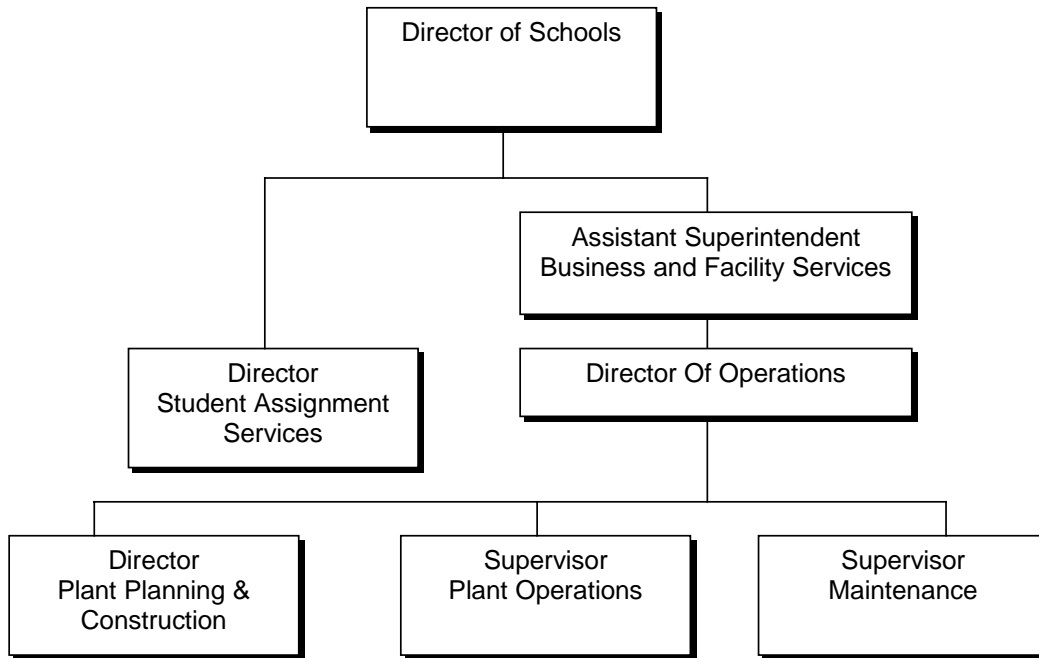 Director of Schools
Assistant Superintendent
Business and Facility Services
Director
Student Assignment
Services
Director Of Operations
Director
Plant Planning &
Construction
Supervisor
Plant Operations
Supervisor
Maintenance